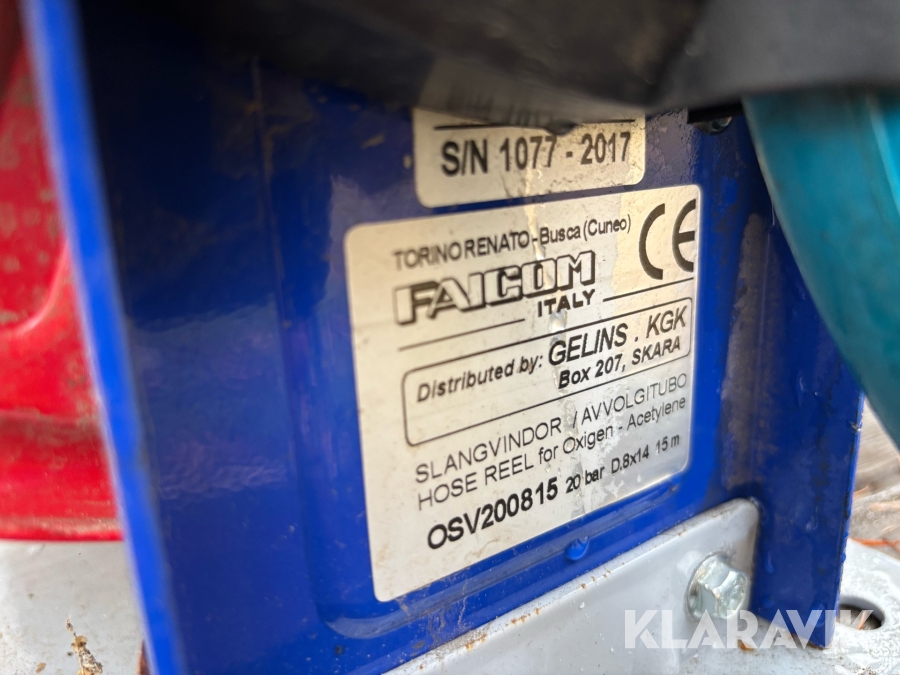 S/N 1077 - 2017
TORINO RENATO - Busca (Cuneo)
CE
FAICOM
ITALY
Distributed by: GELINS . KGK
Box 207, SKARA
SLANGVINDOR / AVVOLGITUBO
HOSE REEL for Oxigen - Acetylene
OSV200815 20 bar D.8x14 15 m
KLARAVIK